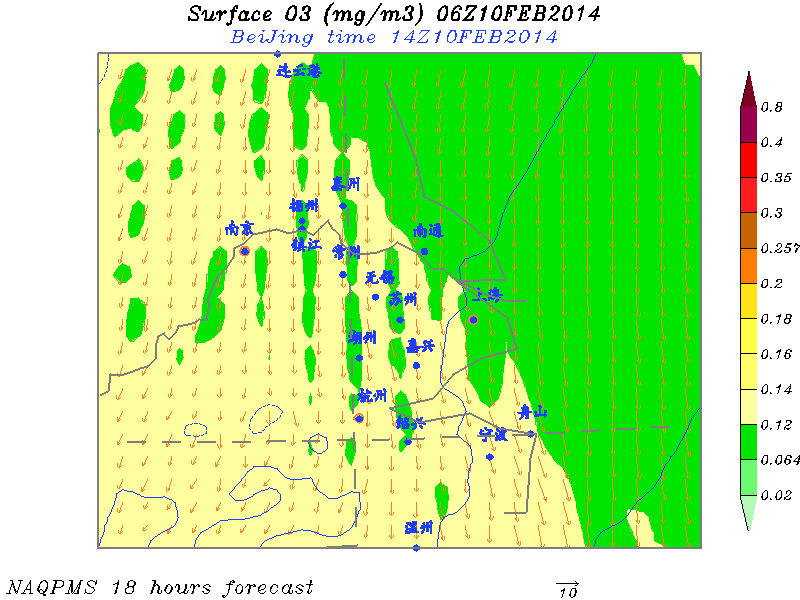 Surface O3 (mg/m3) 06Z10FEB2014
BeiJing time 14Z10FEB2014
连云港
泰州
扬州
南京
南通
镇江
常州
无锡
苏州
上海
湖州
嘉兴
杭州
绍兴
舟山
宁波
温州
0.8
0.4
0.35
0.3
0.257
0.2
0.18
0.16
0.14
0.12
0.064
0.02
NAQPMS 18 hours forecast
10